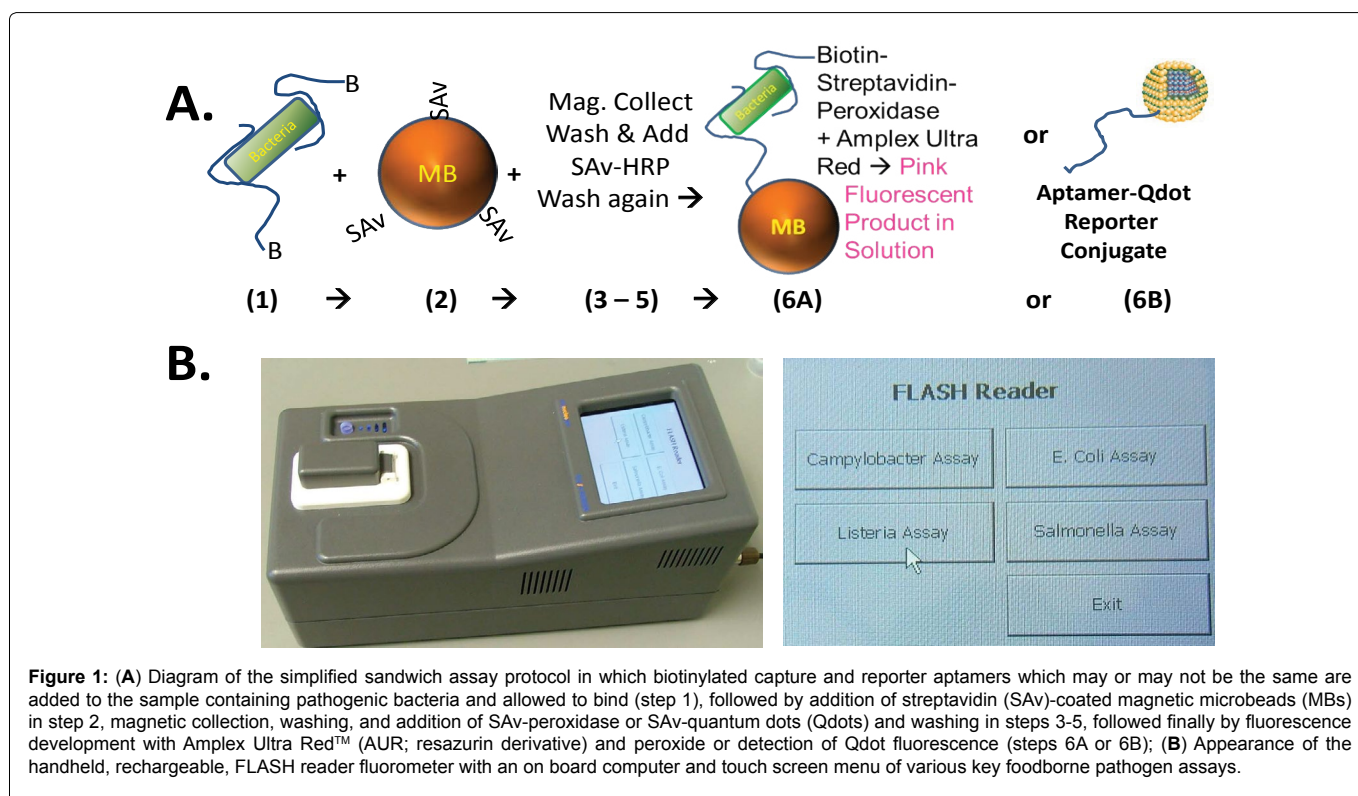 A.
B
Bacteria
B
+
SAv
MB
SAv
SAv
+
Mag. Collect
Wash & Add
SAv-HRP
Wash again →
Bacteria
MB
Biotin-
Streptavidin-
Peroxidase
+ Amplex Ultra
Red → Pink
Fluorescent
Product in
Solution
or
Aptamer-Qdot
Reporter
Conjugate
(1) → (2) → (3 – 5) → (6A) or (6B)
B.
FLASH Reader
FLASH Reader
Campylobacter Assay
E. Coli Assay
Listeria Assay
Salmonella Assay
Exit
Figure 1: (A) Diagram of the simplified sandwich assay protocol in which biotinylated capture and reporter aptamers which may or may not be the same are
added to the sample containing pathogenic bacteria and allowed to bind (step 1), followed by addition of streptavidin (SAv)-coated magnetic microbeads (MBs)
in step 2, magnetic collection, washing, and addition of SAv-peroxidase or SAv-quantum dots (Qdots) and washing in steps 3-5, followed finally by fluorescence
development with Amplex Ultra Red™ (AUR; resazurin derivative) and peroxide or detection of Qdot fluorescence (steps 6A or 6B); (B) Appearance of the
handheld, rechargeable, FLASH reader fluorometer with an on board computer and touch screen menu of various key foodborne pathogen assays.